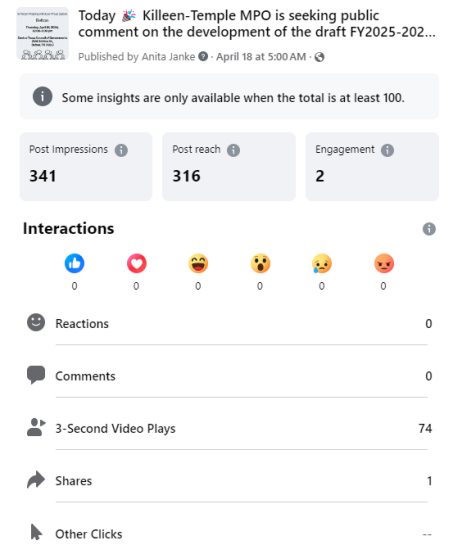 Today 🎉 Killeen-Temple MPO is seeking public
comment on the development of the draft FY2025-202...
Published by Anita Janke · April 18 at 5:00 AM ·
Some insights are only available when the total is at least 100.
Post Impressions
Post reach
Engagement
341
316
2
Interactions
0
0
0
0
0
0
Reactions
0
Comments
0
3-Second Video Plays
74
Shares
1
Other Clicks
--